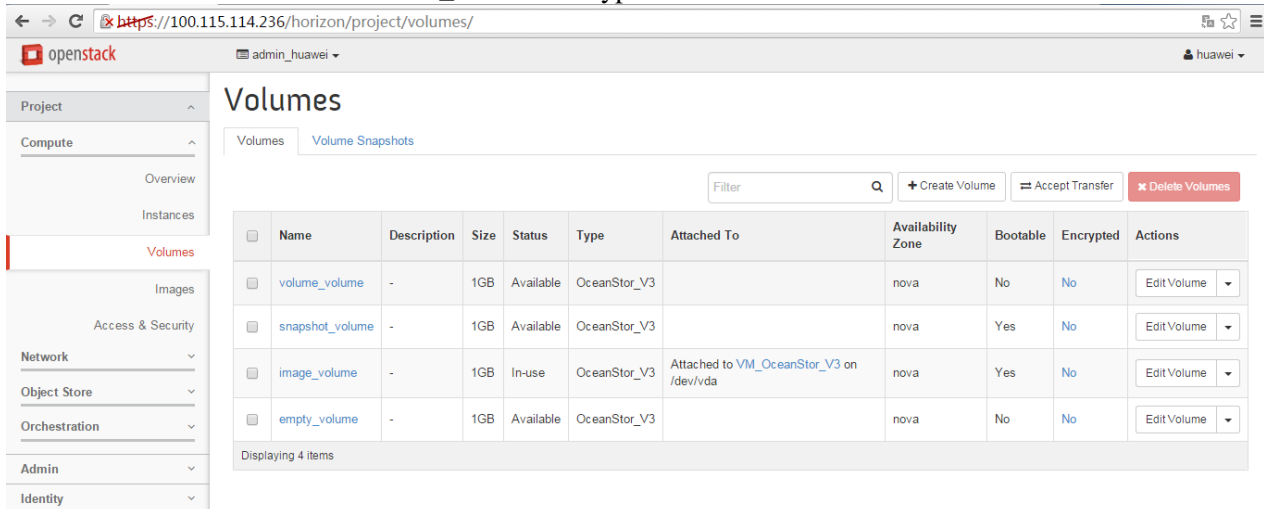 https://100.115.114.236/horizon/project/volumes/
openstack
admin_huawei
huawei
Project
Compute
Overview
Instances
Volumes
Images
Access & Security
Network
Object Store
Orchestration
Admin
Identity
Volumes
Volumes Volume Snapshots
Filter + Create Volume Accept Transfer Delete Volumes
Name Description Size Status Type Attached To Availability Zone Bootable Encrypted Actions
volume_volume - 1GB Available OceanStor_V3 nova No No Edit Volume
snapshot_volume - 1GB Available OceanStor_V3 nova Yes No Edit Volume
image_volume - 1GB In-use OceanStor_V3 Attached to VM_OceanStor_V3 on /dev/vda nova Yes No Edit Volume
empty_volume - 1GB Available OceanStor_V3 nova No No Edit Volume
Displaying 4 items